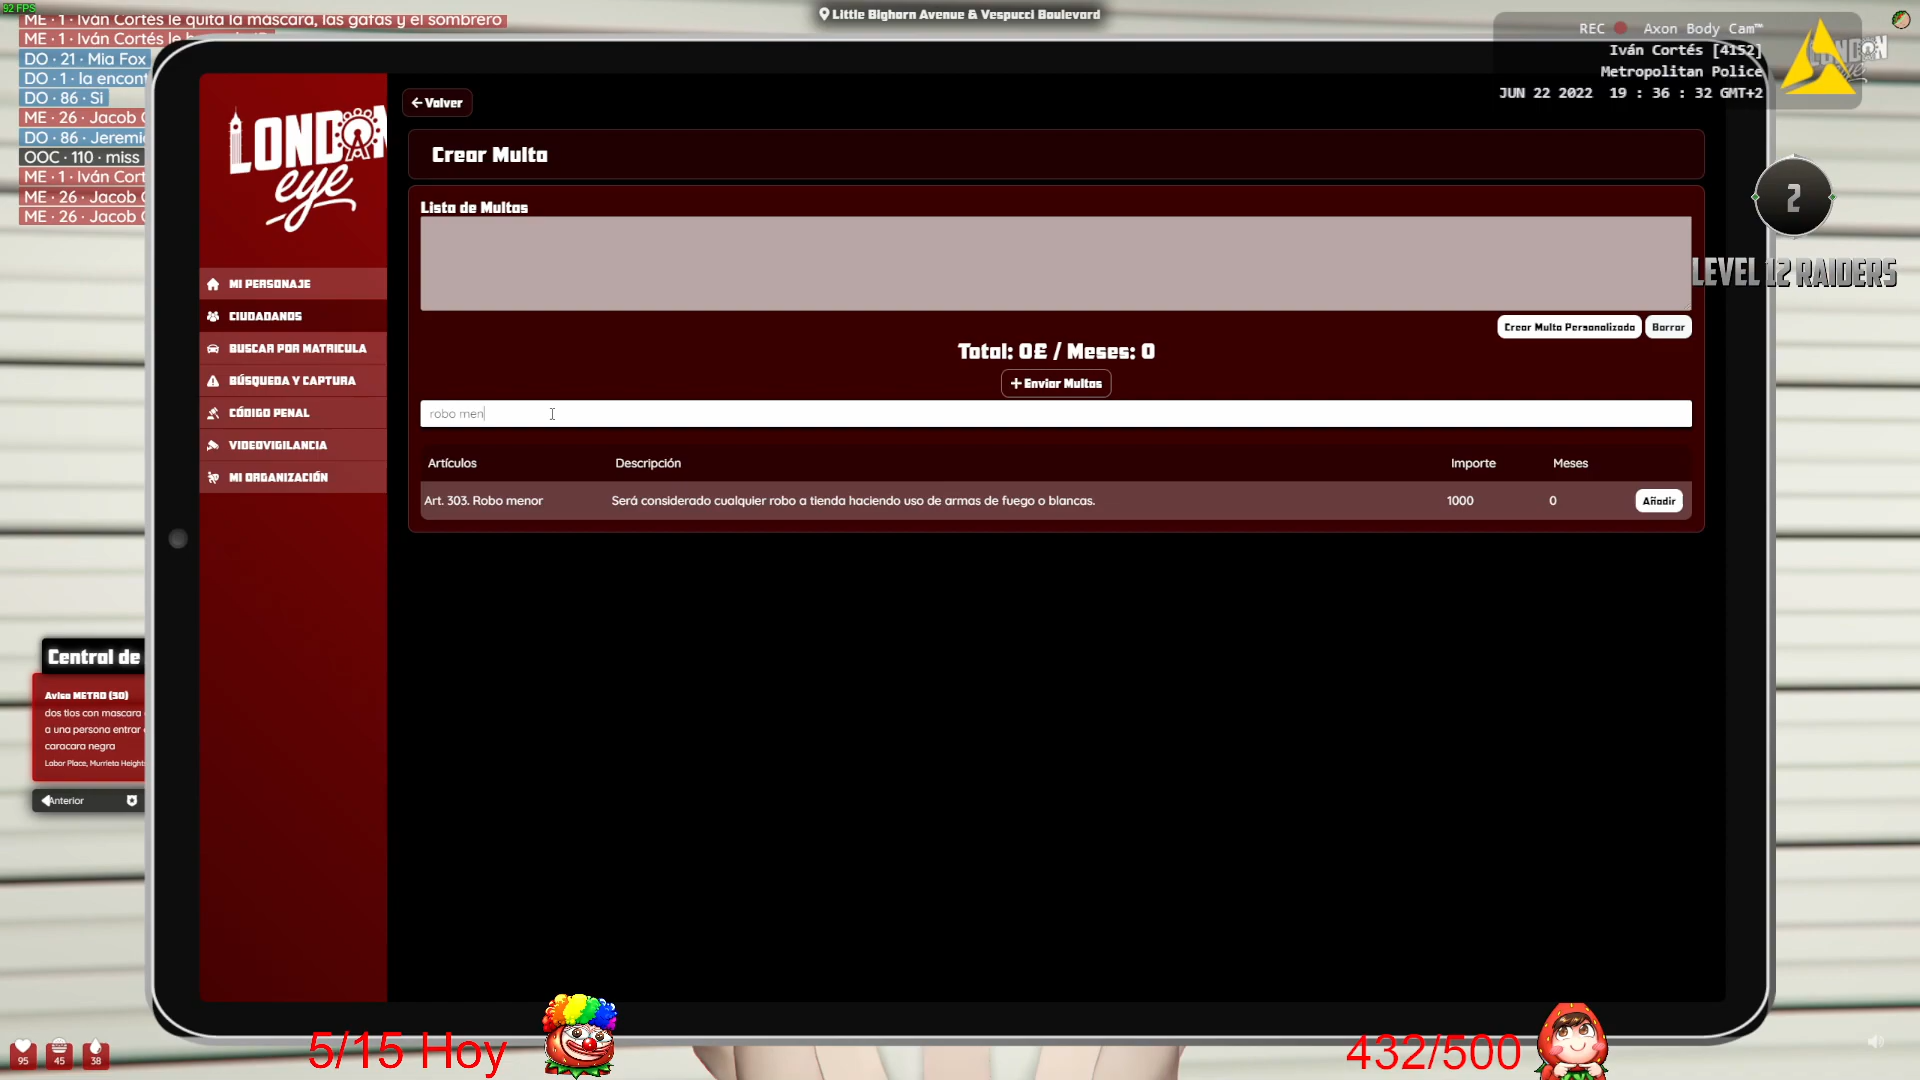 92 FPS
ME · 1 · Iván Cortés le quita la máscara, las gafas y el sombrero
ME · 1 · Iván Cortés le
DO · 21 · Mia Fox
DO · 1 · la encont
DO · 86 · Si
ME · 26 · Jacob
DO · 86 · Jeremi
OOC · 110 · miss
ME · 1 · Iván Cort
ME · 26 · Jacob
ME · 26 · Jacob
Little Bighorn Avenue & Vespucci Boulevard
REC Axon Body Cam™
Iván Cortés [4152]
Metropolitan Police
JUN 22 2022 19 : 36 : 32 GMT+2
LONDON
eye
2
LEVEL 12 RAIDERS
LONDON
eye
MI PERSONAJE
CIUDADANOS
BUSCAR POR MATRICULA
BÚSQUEDA Y CAPTURA
CÓDIGO PENAL
VIDEOVIGILANCIA
MI ORGANIZACIÓN
Volver
Crear Multa
Lista de Multas
Crear Multa Personalizada
Borrar
Total: 0£ / Meses: 0
+ Enviar Multas
robo men
Artículos Descripción Importe Meses
Art. 303. Robo menor Será considerado cualquier robo a tienda haciendo uso de armas de fuego o blancas. 1000 0 Añadir
Central de
Aviso METRO (30)
dos tios con mascara
a una persona entrar
caracara negra
Labor Place, Murrieta Heights
Anterior
95 45 38
5/15 Hoy
432/500